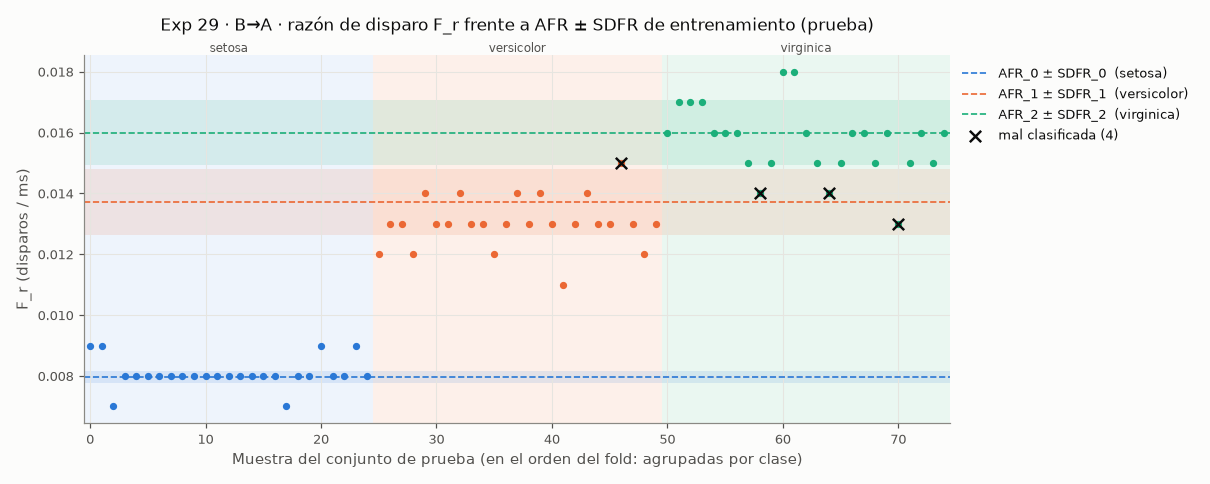 Exp 29 · B→A · razón de disparo F_r frente a AFR ± SDFR de entrenamiento (prueba)
setosa
versicolor
virginica
0.018
0.016
0.014
0.012
0.010
0.008
F_r (disparos / ms)
0
10
20
30
40
50
60
70
Muestra del conjunto de prueba (en el orden del fold: agrupadas por clase)
AFR_0 ± SDFR_0 (setosa)
AFR_1 ± SDFR_1 (versicolor)
AFR_2 ± SDFR_2 (virginica)
mal clasificada (4)